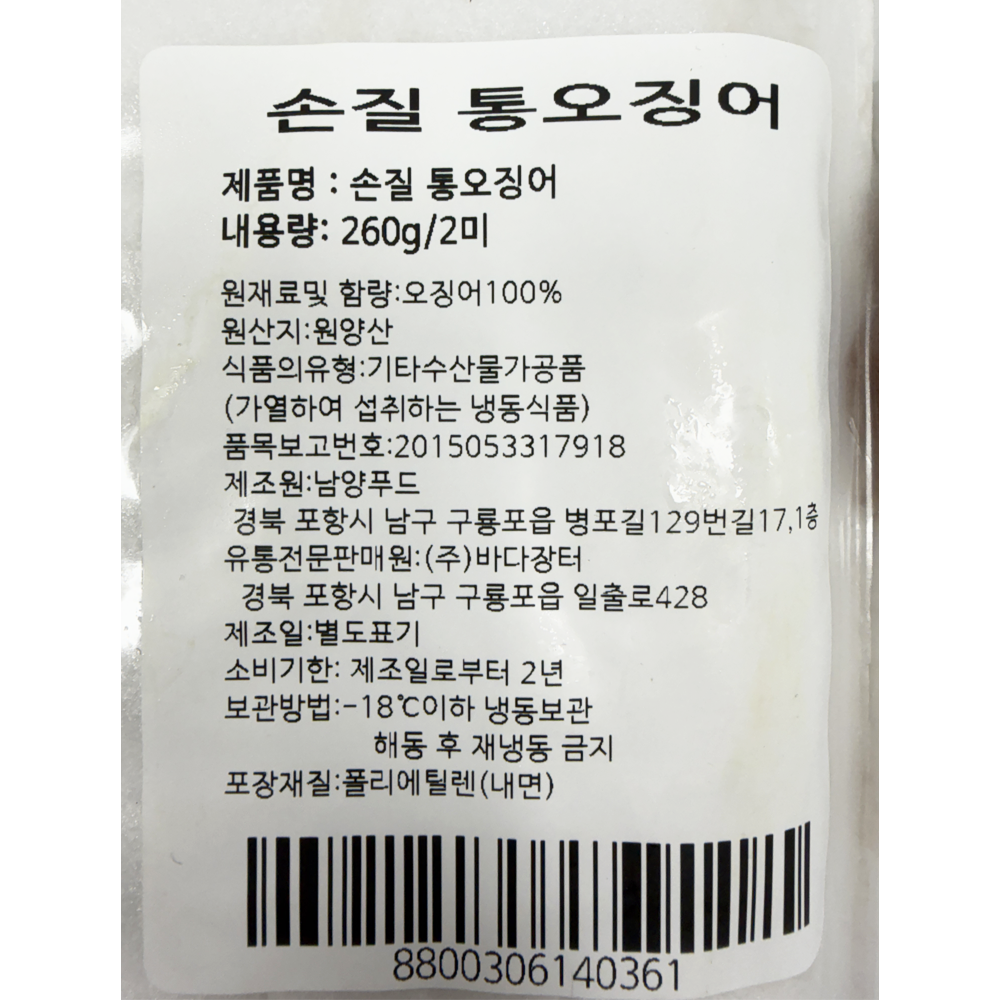 손질 통오징어
제품명 : 손질 통오징어
내용량: 260g/2미
원재료및 함량:오징어100%
원산지:원양산
식품의유형:기타수산물가공품
(가열하여 섭취하는 냉동식품)
품목보고번호:2015053317918
제조원:남양푸드
경북 포항시 남구 구룡포읍 병포길129번길17,1층
유통전문판매원:(주)바다장터
경북 포항시 남구 구룡포읍 일출로428
제조일:별도표기
소비기한: 제조일로부터 2년
보관방법:-18℃이하 냉동보관
해동 후 재냉동 금지
포장재질:폴리에틸렌(내면)
8800306140361